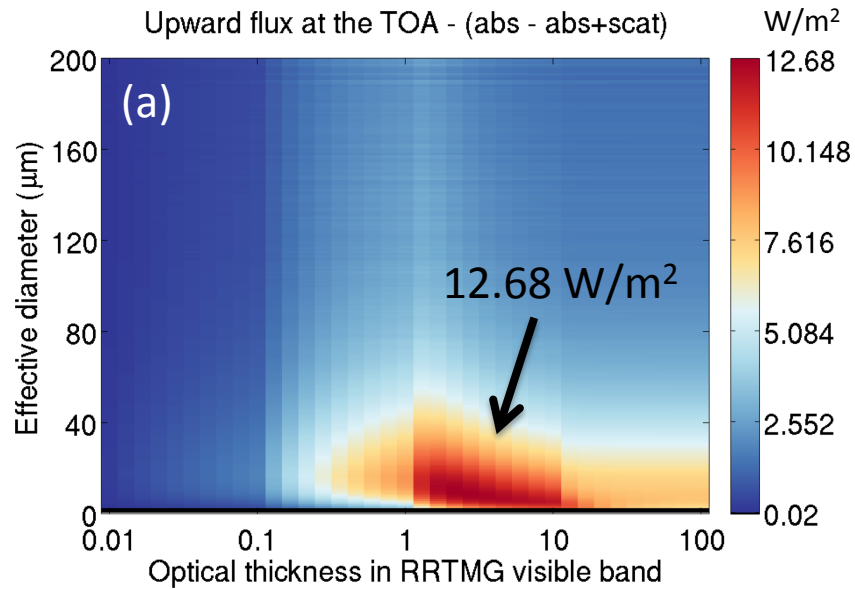 Upward flux at the TOA - (abs - abs+scat)
W/m²
(a)
12.68 W/m²
200
160
120
80
40
0
Effective diameter (μm)
0.01
0.1
1
10
100
Optical thickness in RRTMG visible band
12.68
10.148
7.616
5.084
2.552
0.02